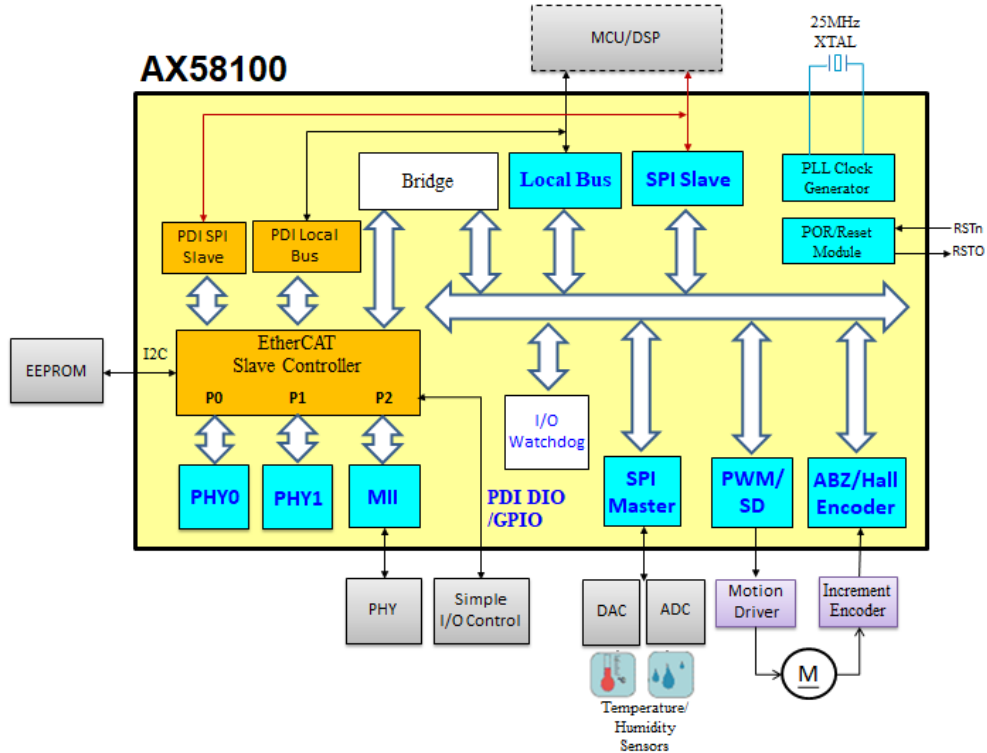 MCU/DSP
25MHz
XTAL
AX58100
Bridge
Local Bus
SPI Slave
PLL Clock
Generator
PDI SPI
Slave
PDI Local
Bus
POR/Reset
Module
RSTn
RSTO
EEPROM
I2C
EtherCAT
Slave Controller
P0
P1
P2
I/O
Watchdog
PHY0
PHY1
MII
PDI DIO
/GPIO
SPI
Master
PWM/
SD
ABZ/Hall
Encoder
PHY
Simple
I/O Control
DAC
ADC
Motion
Driver
Increment
Encoder
M
Temperature/
Humidity
Sensors